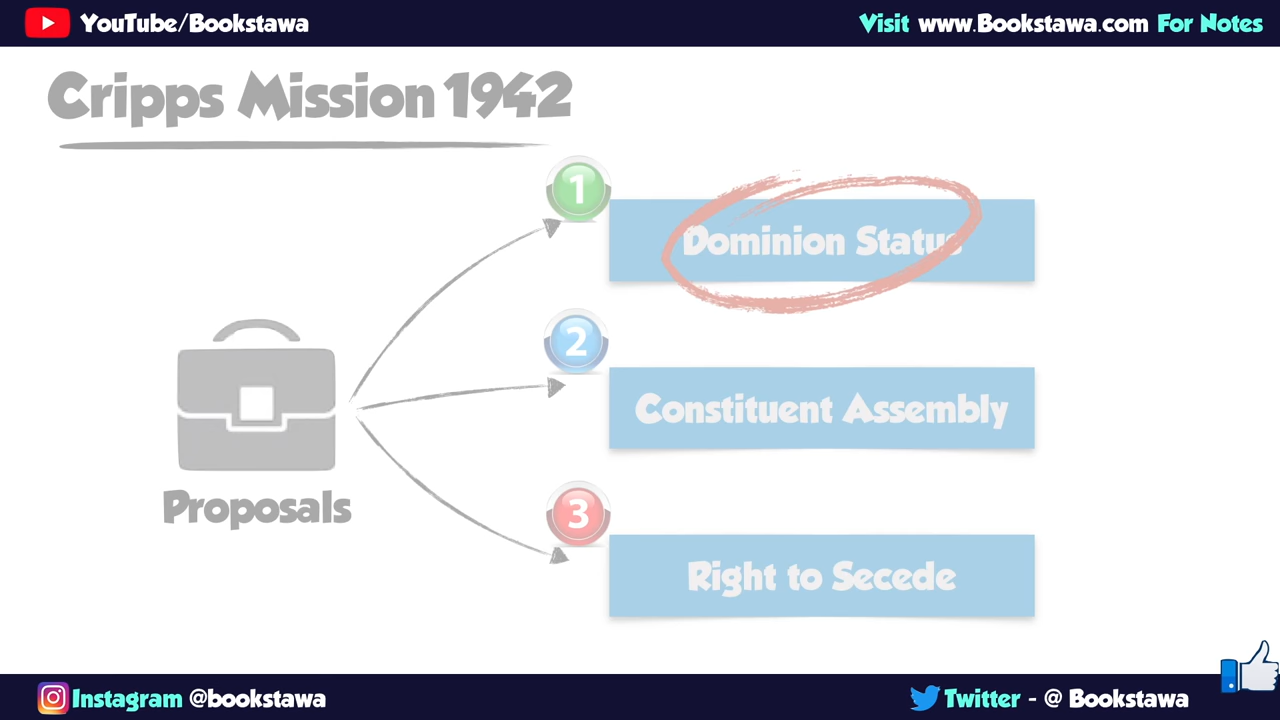 YouTube/Bookstawa
Visit www.Bookstawa.com For Notes
Cripps Mission 1942
1
Dominion Status
2
Constituent Assembly
Proposals
3
Right to Secede
Instagram @bookstawa
Twitter - @ Bookstawa